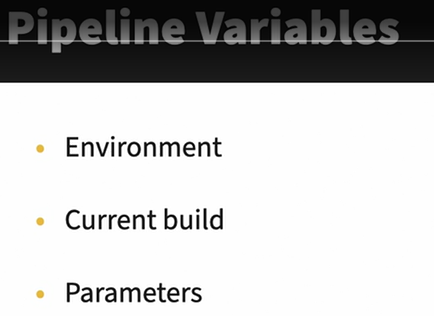 Pipeline Variables
Environment
Current build
Parameters